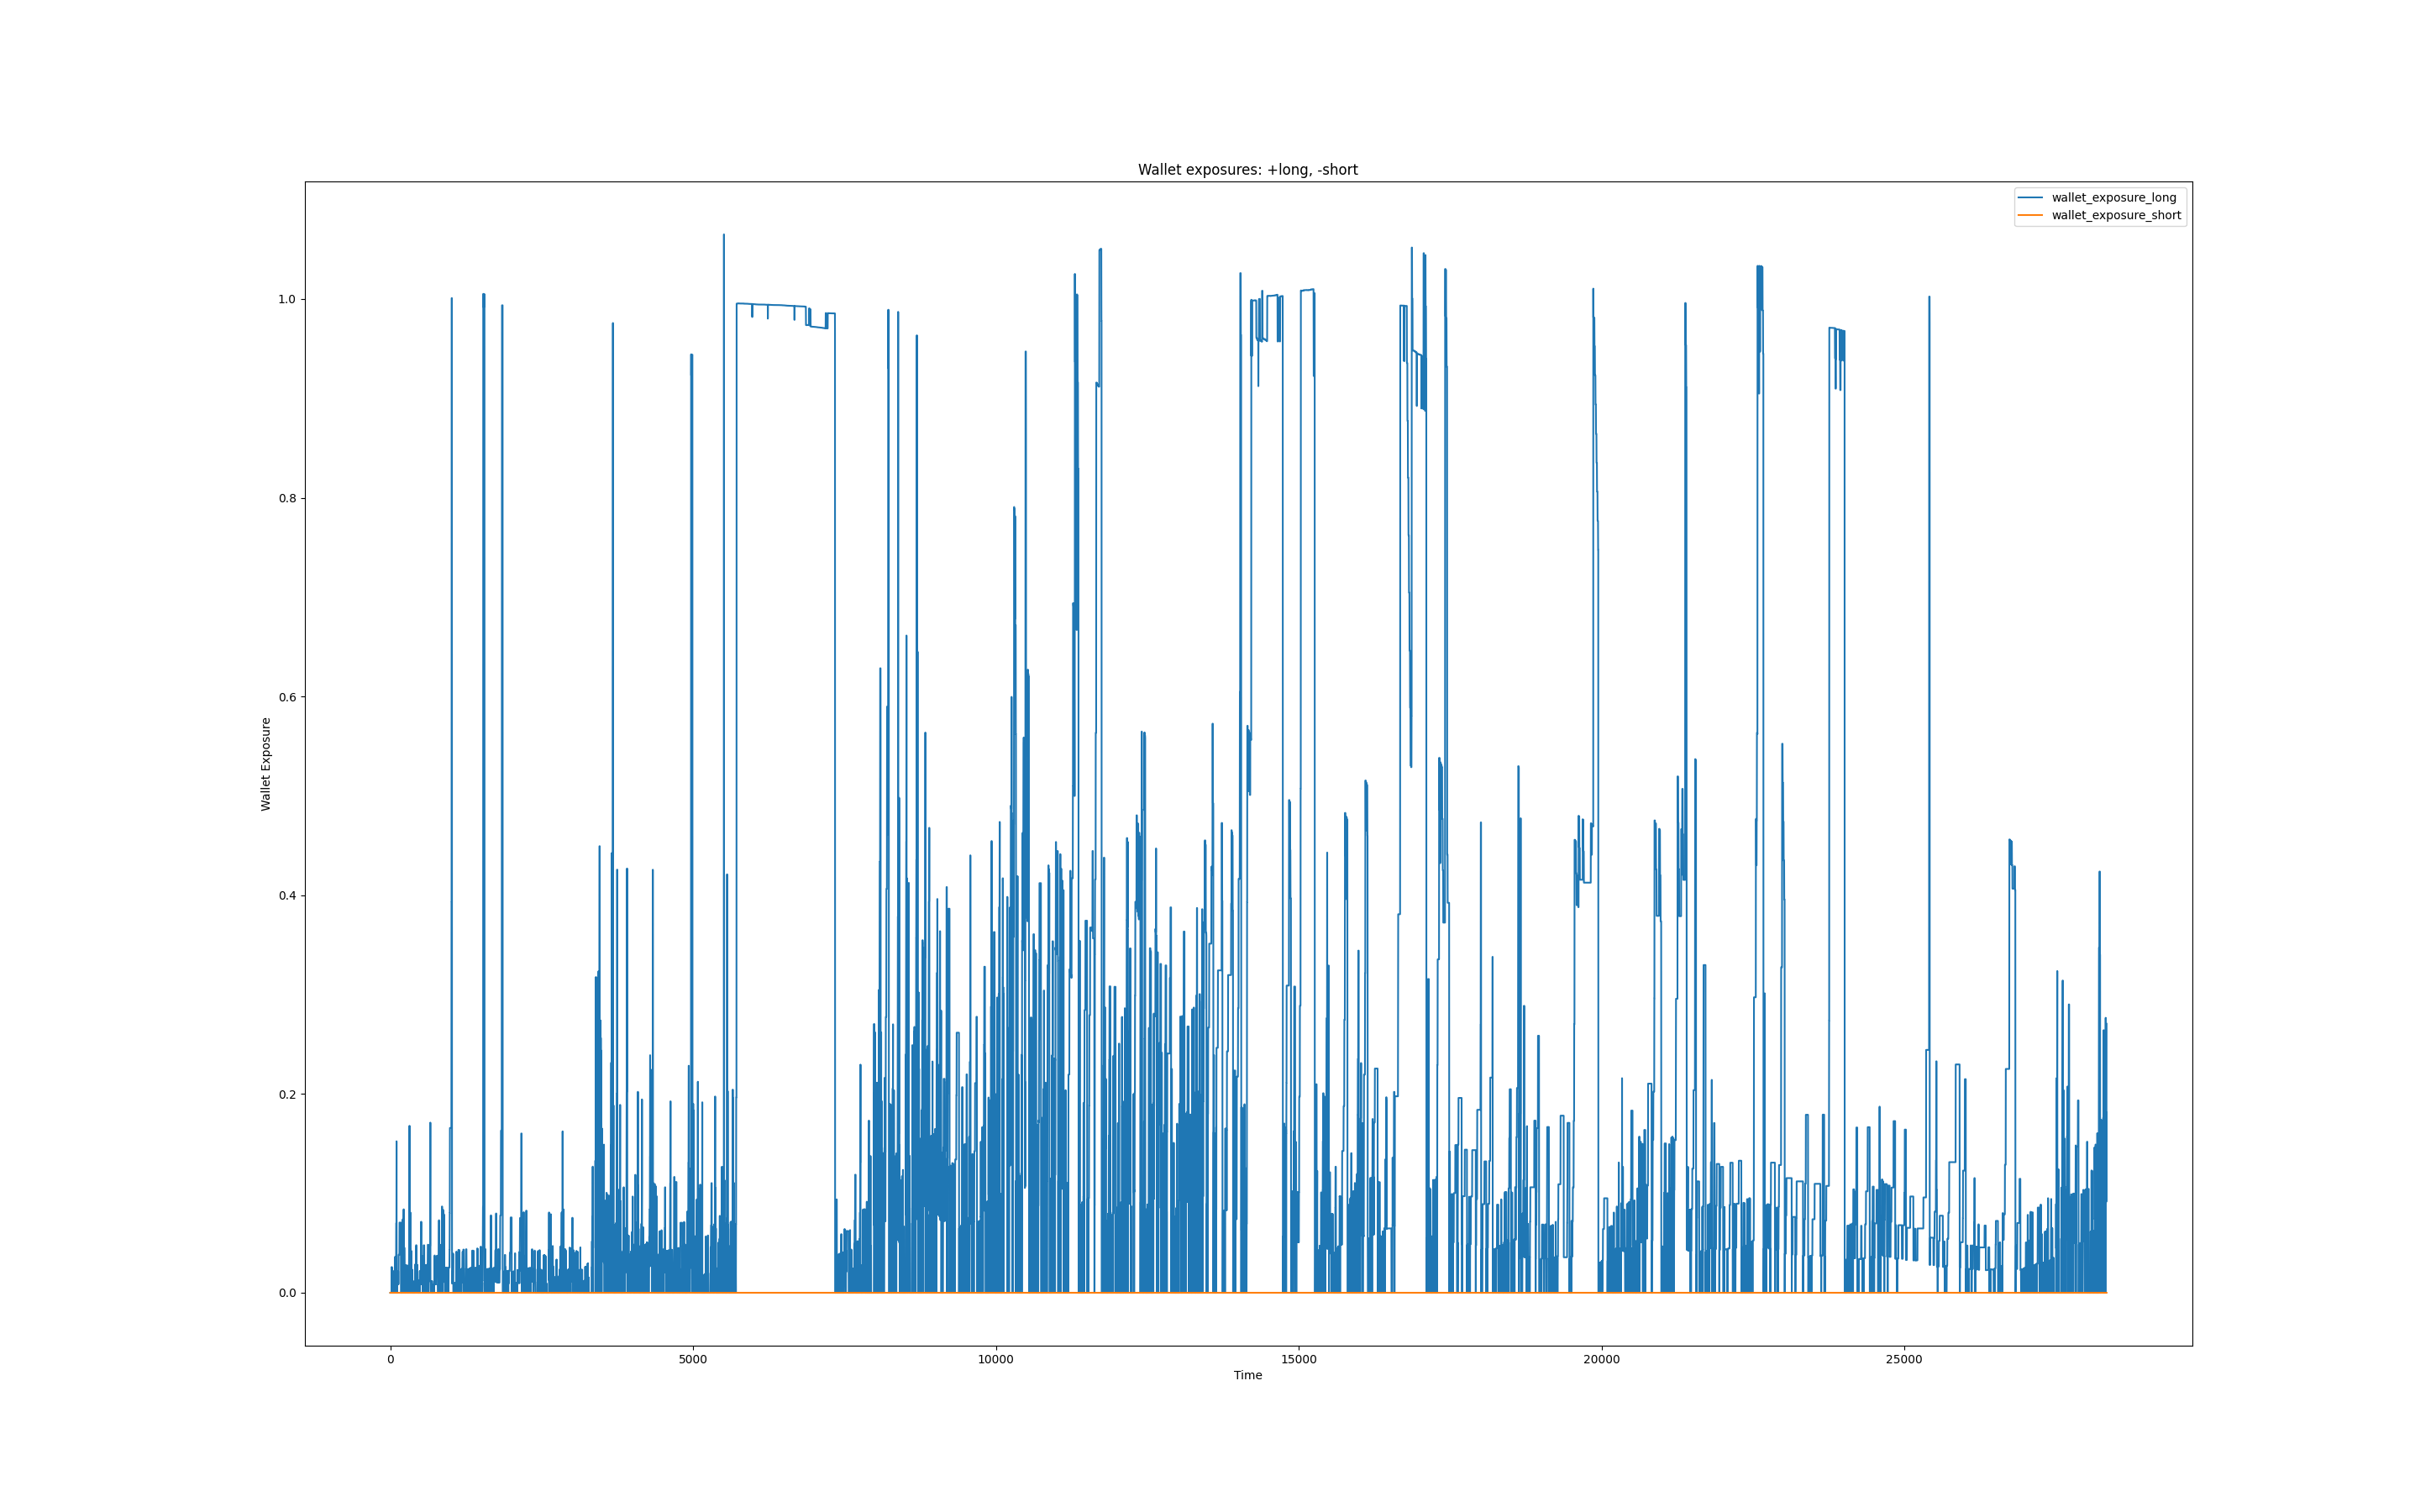 Wallet exposures: +long, -short
wallet_exposure_long
wallet_exposure_short
1.0
0.8
0.6
0.4
0.2
0.0
Wallet Exposure
0 5000 10000 15000 20000 25000
Time